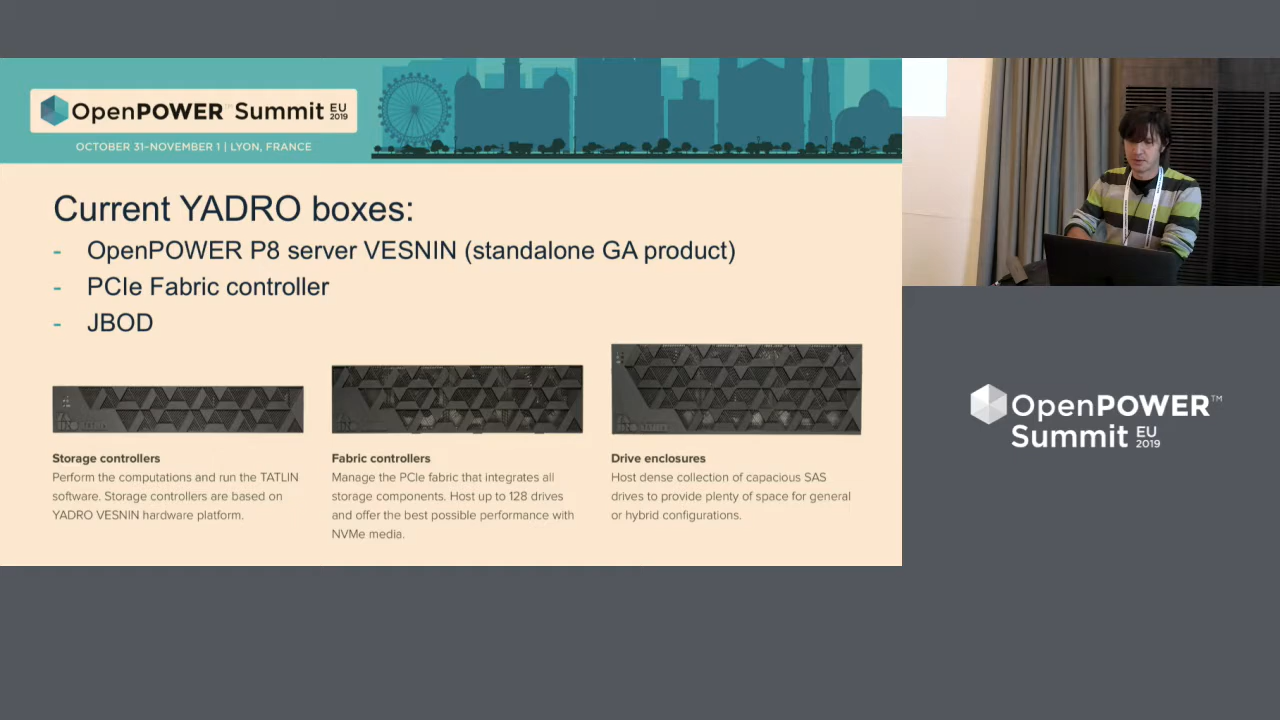 OpenPOWER™ Summit EU 2019
OCTOBER 31–NOVEMBER 1 | LYON, FRANCE
Current YADRO boxes:
- OpenPOWER P8 server VESNIN (standalone GA product)
- PCIe Fabric controller
- JBOD
Storage controllers
Perform the computations and run the TATLIN
software. Storage controllers are based on
YADRO VESNIN hardware platform.
Fabric controllers
Manage the PCIe fabric that integrates all
storage components. Host up to 128 drives
and offer the best possible performance with
NVMe media.
Drive enclosures
Host dense collection of capacious SAS
drives to provide plenty of space for general
or hybrid configurations.
OpenPOWER™
Summit EU 2019